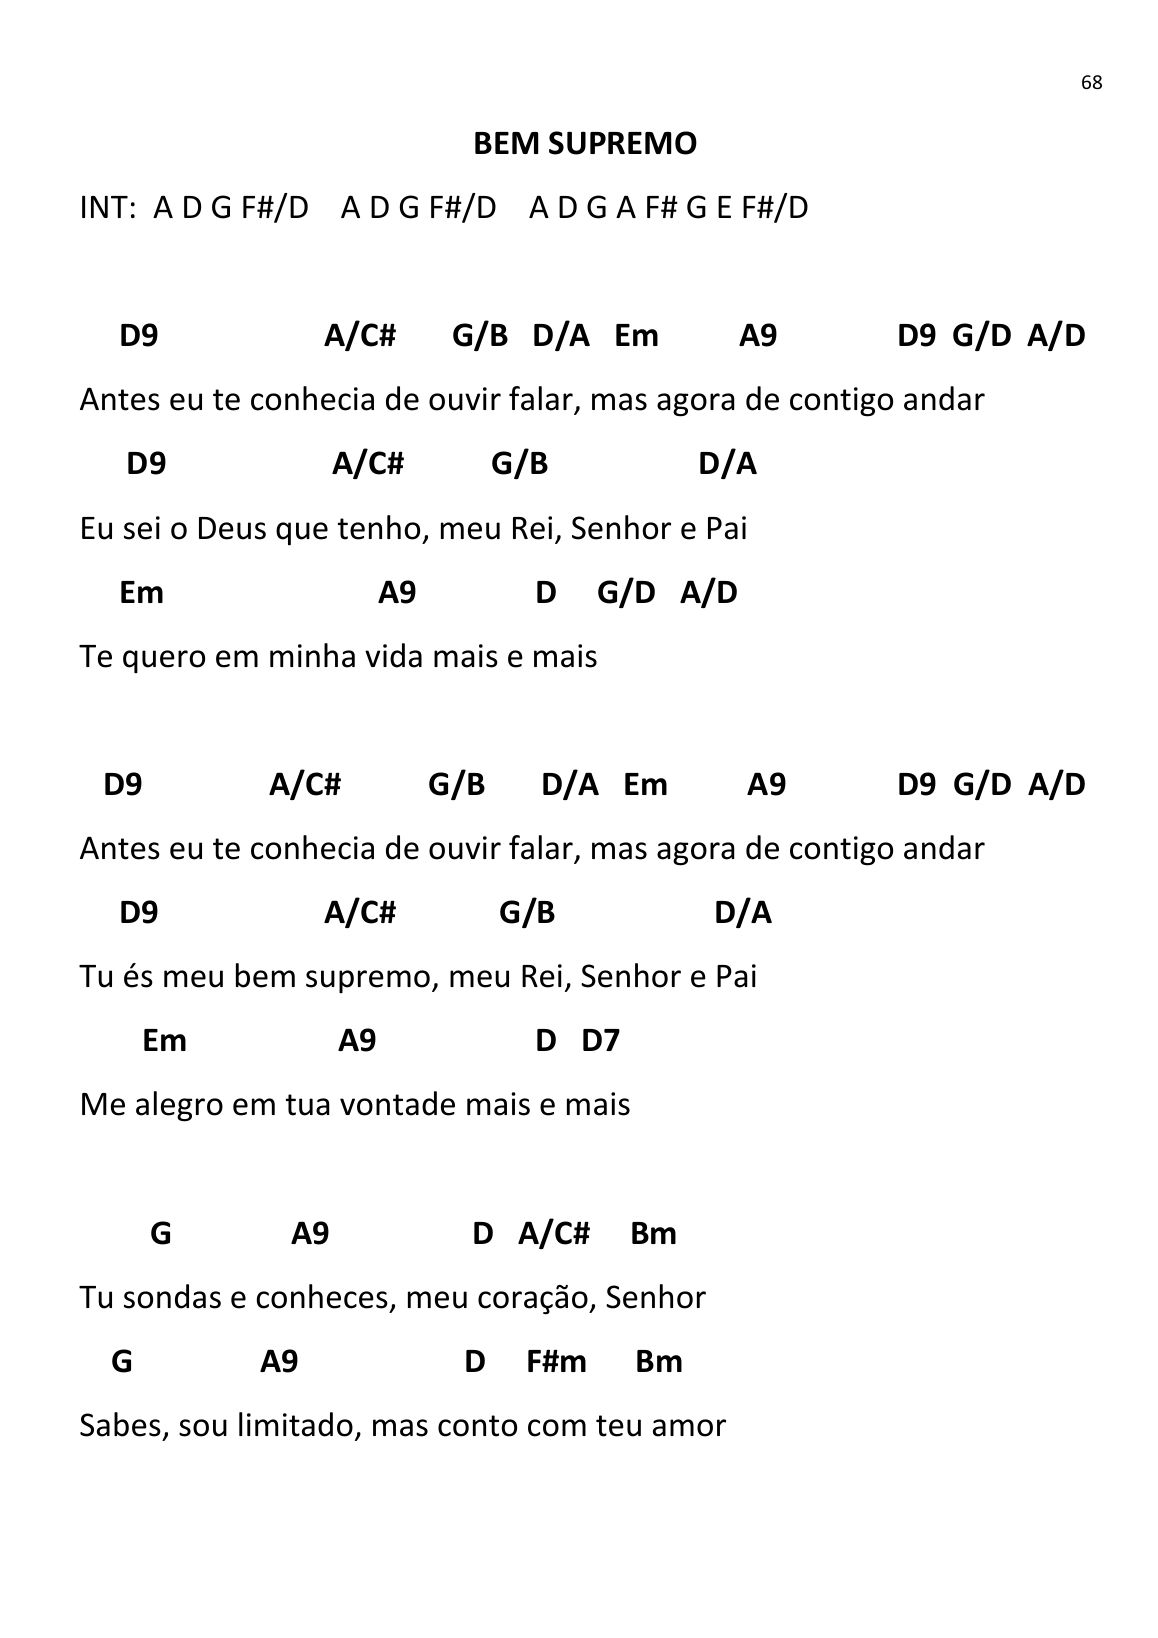 68
BEM SUPREMO
INT: A D G F#/D A D G F#/D A D G A F# G E F#/D
D9 A/C# G/B D/A Em A9 D9 G/D A/D
Antes eu te conhecia de ouvir falar, mas agora de contigo andar
D9 A/C# G/B D/A
Eu sei o Deus que tenho, meu Rei, Senhor e Pai
Em A9 D G/D A/D
Te quero em minha vida mais e mais
D9 A/C# G/B D/A Em A9 D9 G/D A/D
Antes eu te conhecia de ouvir falar, mas agora de contigo andar
D9 A/C# G/B D/A
Tu és meu bem supremo, meu Rei, Senhor e Pai
Em A9 D D7
Me alegro em tua vontade mais e mais
G A9 D A/C# Bm
Tu sondas e conheces, meu coração, Senhor
G A9 D F#m Bm
Sabes, sou limitado, mas conto com teu amor